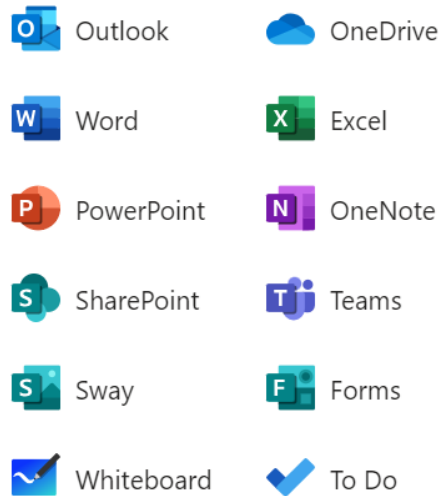 O Outlook
OneDrive
W Word
X Excel
P PowerPoint
N OneNote
S SharePoint
T Teams
S Sway
F Forms
Whiteboard
To Do